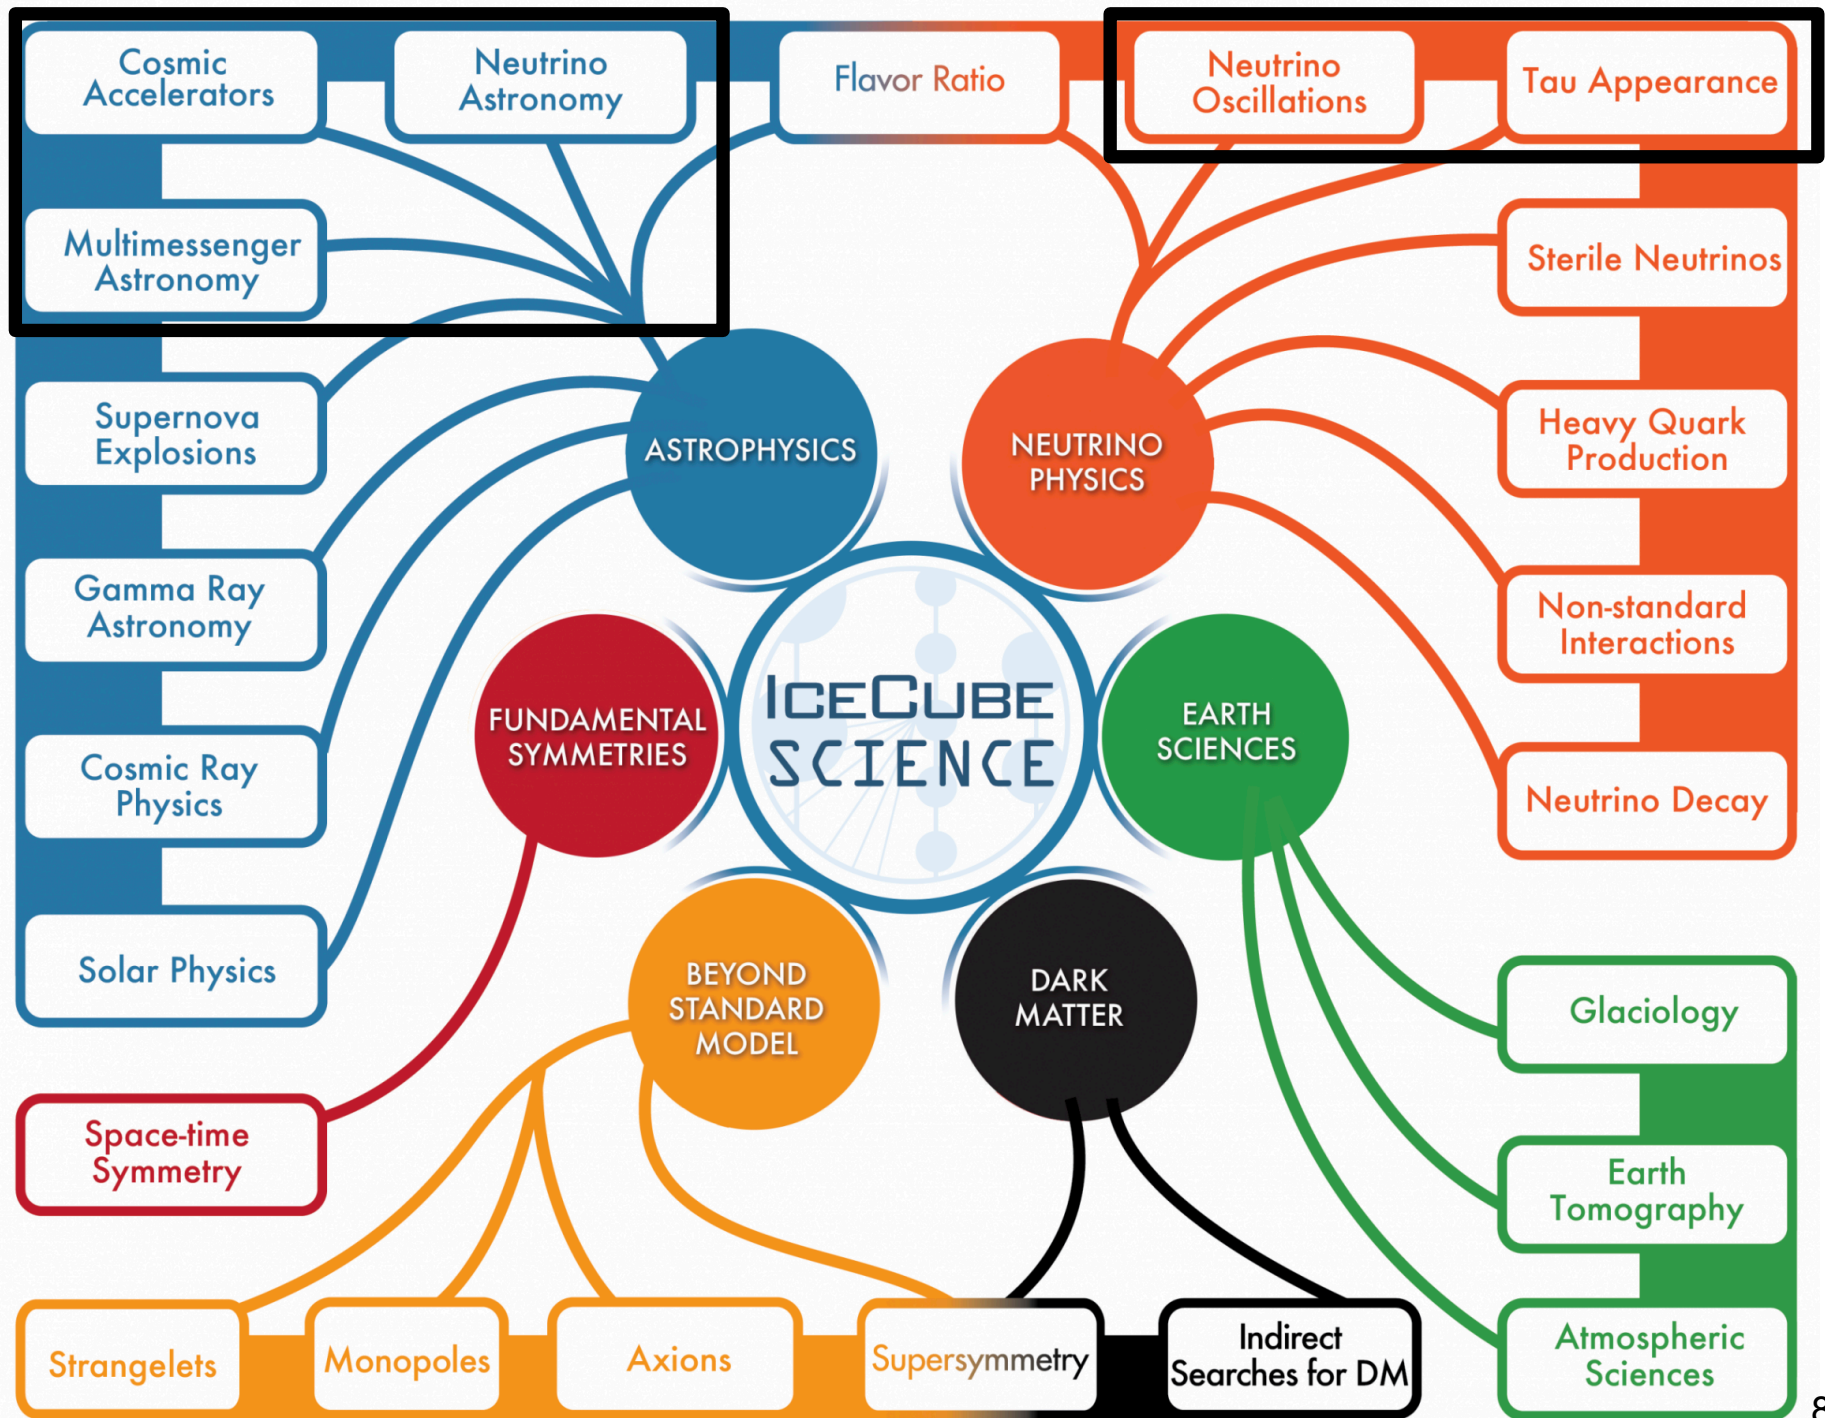 Cosmic
Accelerators
Neutrino
Astronomy
Flavor Ratio
Neutrino
Oscillations
Tau Appearance
Multimessenger
Astronomy
Sterile Neutrinos
Supernova
Explosions
ASTROPHYSICS
NEUTRINO
PHYSICS
Heavy Quark
Production
Gamma Ray
Astronomy
Non-standard
Interactions
FUNDAMENTAL
SYMMETRIES
ICECUBE
SCIENCE
EARTH
SCIENCES
Cosmic Ray
Physics
Neutrino Decay
Solar Physics
BEYOND
STANDARD
MODEL
DARK
MATTER
Glaciology
Space-time
Symmetry
Earth
Tomography
Strangelets
Monopoles
Axions
Supersymmetry
Indirect
Searches for DM
Atmospheric
Sciences